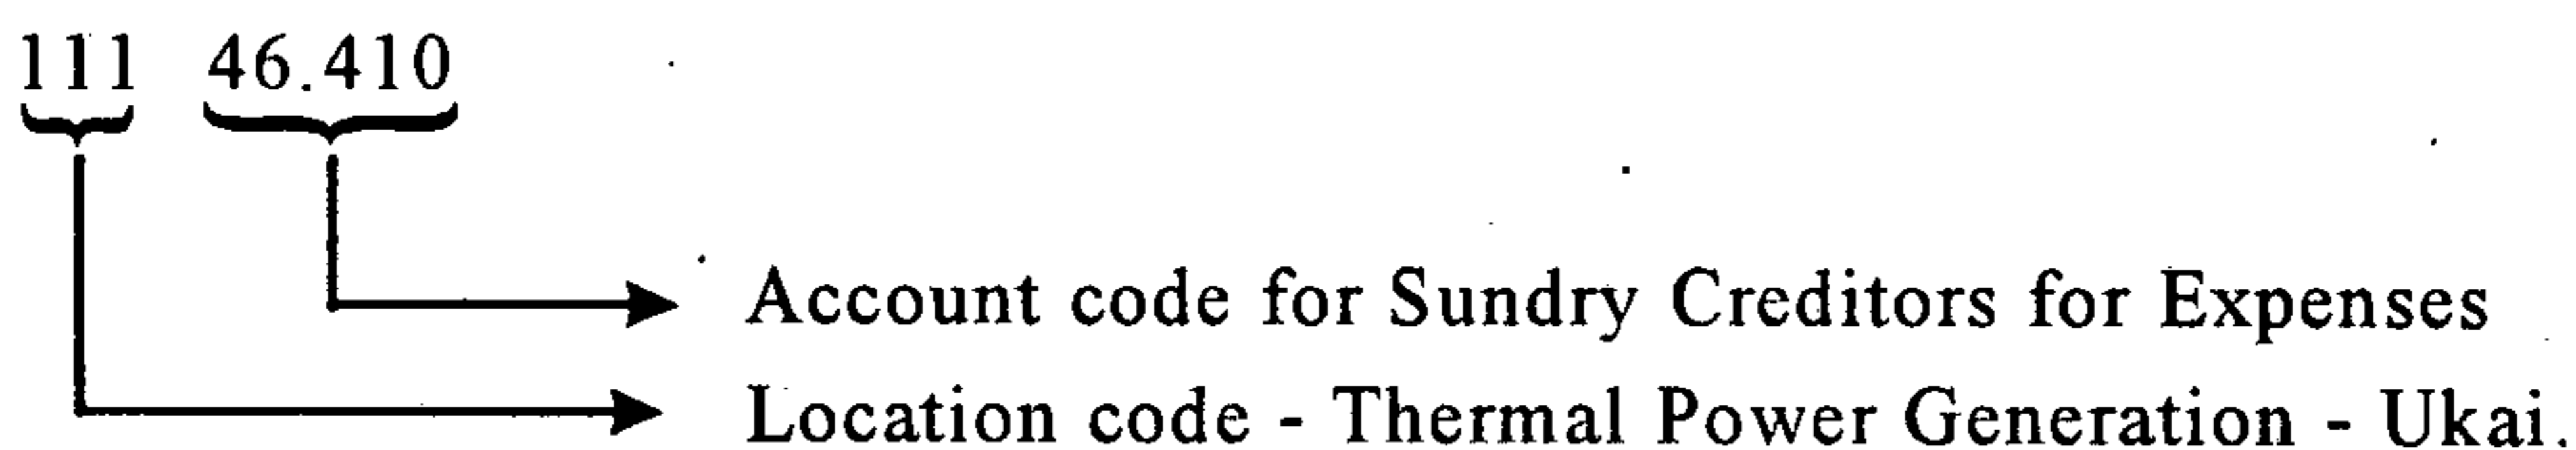 111 46.410
Account code for Sundry Creditors for Expenses
Location code - Thermal Power Generation - Ukai.